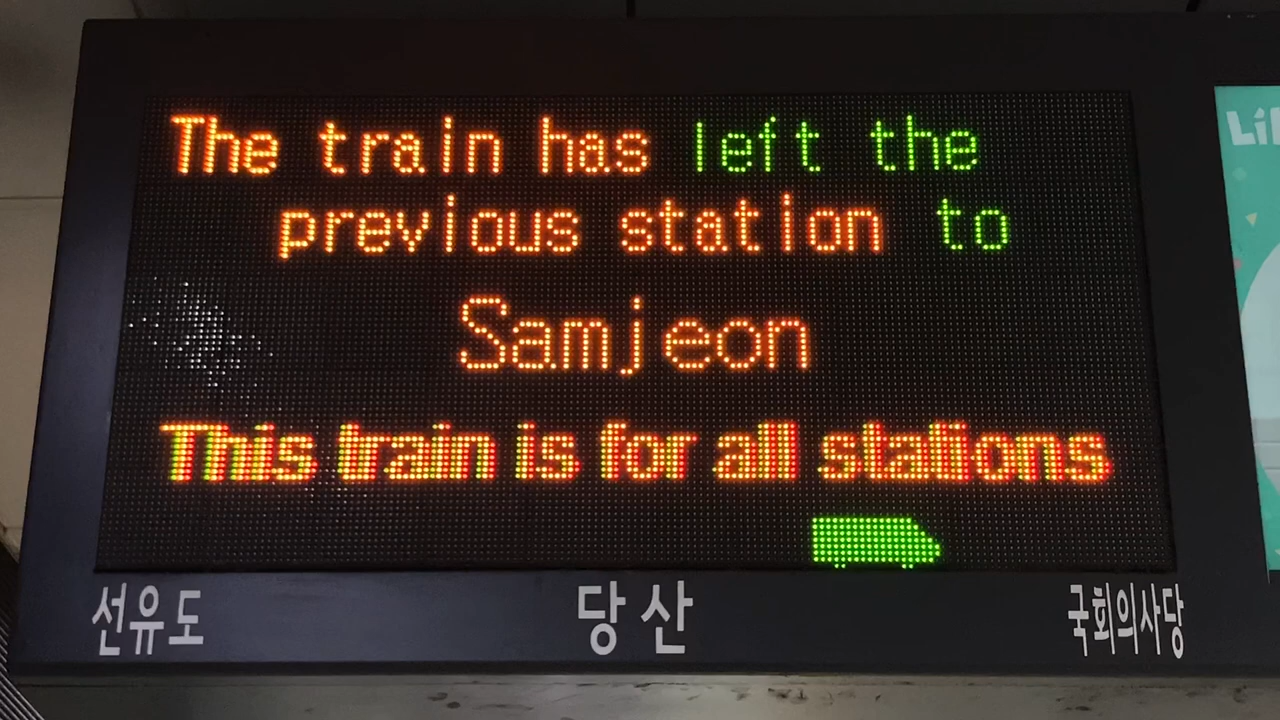 The train has left the
previous station to
Samjeon
This train is for all stations
선유도 당산 국회의사당